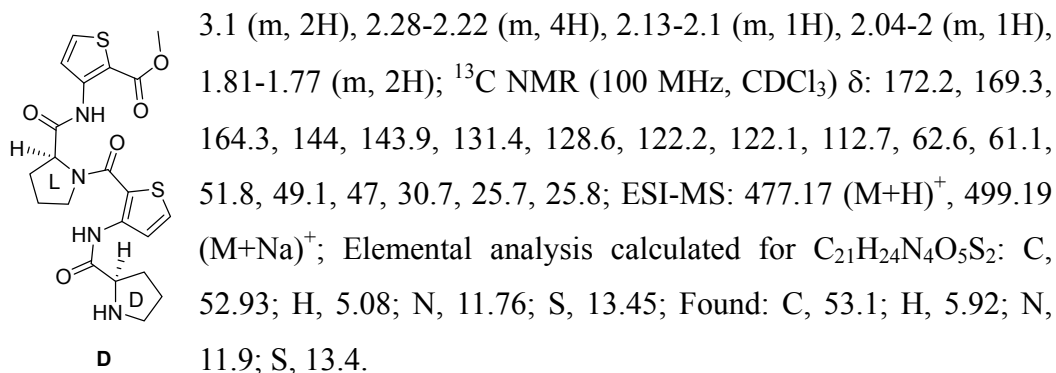 3.1 (m, 2H), 2.28-2.22 (m, 4H), 2.13-2.1 (m, 1H), 2.04-2 (m, 1H),
1.81-1.77 (m, 2H); ¹³C NMR (100 MHz, CDCl₃) δ: 172.2, 169.3,
164.3, 144, 143.9, 131.4, 128.6, 122.2, 122.1, 112.7, 62.6, 61.1,
51.8, 49.1, 47, 30.7, 25.7, 25.8; ESI-MS: 477.17 (M+H)⁺, 499.19
(M+Na)⁺; Elemental analysis calculated for C₂₁H₂₄N₄O₅S₂: C,
52.93; H, 5.08; N, 11.76; S, 13.45; Found: C, 53.1; H, 5.92; N,
11.9; S, 13.4.
S
O
O
NH
O
H
L
N
O
S
HN
O
H
D
HN
D